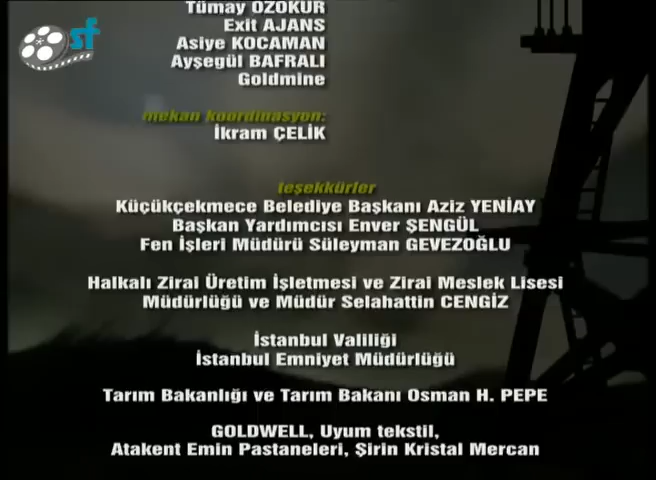 sf
Tümay ÖZOKUR
Exit AJANS
Asiye KOCAMAN
Ayşegül BAFRALI
Goldmine
mekan koordinasyon:
İkram ÇELİK
teşekkürler
Küçükçekmece Belediye Başkanı Aziz YENİAY
Başkan Yardımcısı Enver ŞENGÜL
Fen İşleri Müdürü Süleyman GEVEZOĞLU
Halkalı Zirai Üretim İşletmesi ve Zirai Meslek Lisesi
Müdürlüğü ve Müdür Selahattin CENGİZ
İstanbul Valiliği
İstanbul Emniyet Müdürlüğü
Tarım Bakanlığı ve Tarım Bakanı Osman H. PEPE
GOLDWELL, Uyum tekstil,
Atakent Emin Pastaneleri, Şirin Kristal Mercan